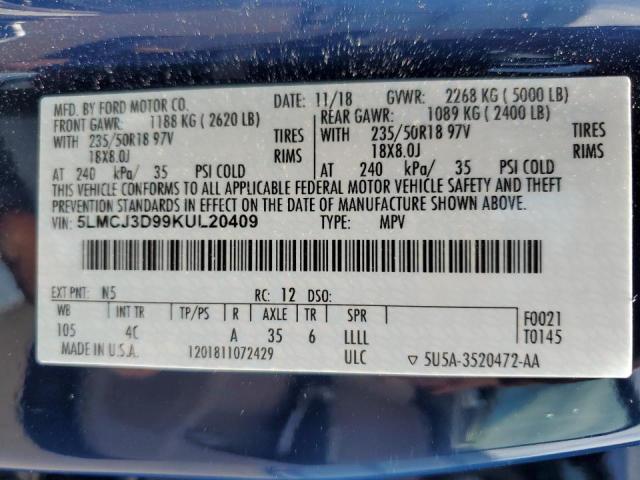 MFD. BY FORD MOTOR CO.
DATE: 11/18 GVWR: 2268 KG ( 5000 LB)
FRONT GAWR: 1188 KG ( 2620 LB)
REAR GAWR: 1089 KG ( 2400 LB)
WITH 235/50R18 97V TIRES
WITH 235/50R18 97V TIRES
18X8.0J RIMS
18X8.0J RIMS
AT 240 kPa/ 35 PSI COLD
AT 240 kPa/ 35 PSI COLD
THIS VEHICLE CONFORMS TO ALL APPLICABLE FEDERAL MOTOR VEHICLE SAFETY AND THEFT
PREVENTION STANDARDS IN EFFECT ON THE DATE OF MANUFACTURE SHOWN ABOVE.
VIN: 5LMCJ3D99KUL20409
TYPE: MPV
EXT PNT: N5 RC: 12 DSO:
WB INT TR TP/PS R AXLE TR SPR
105 4C A 35 6 LLLL
F0021
T0145
MADE IN U.S.A. 1201811072429 ULC ▽ 5U5A-3520472-AA